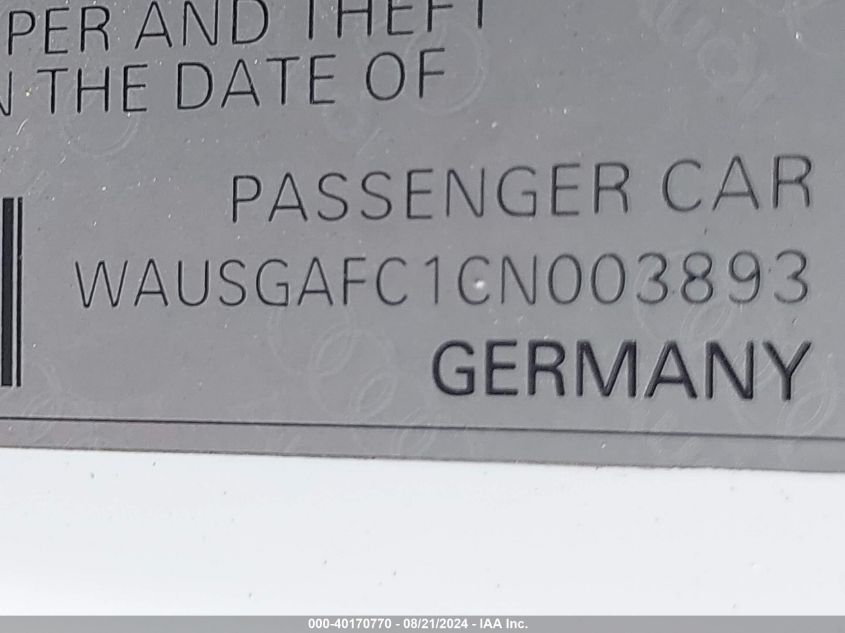 PER AND THEFT
N THE DATE OF
PASSENGER CAR
WAUSGAFC1CN003893
GERMANY
000-40170770 - 08/21/2024 - IAA Inc.